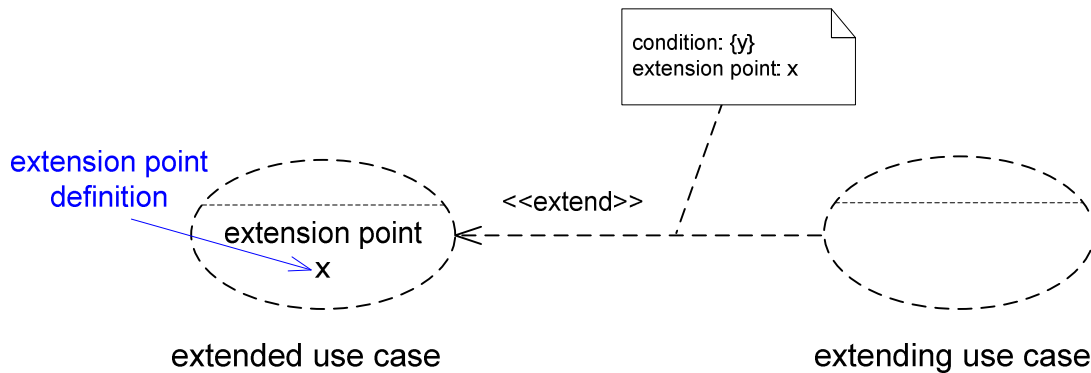 condition: {y}
extension point: x
extension point
definition
<<extend>>
extension point
x
extended use case
extending use case